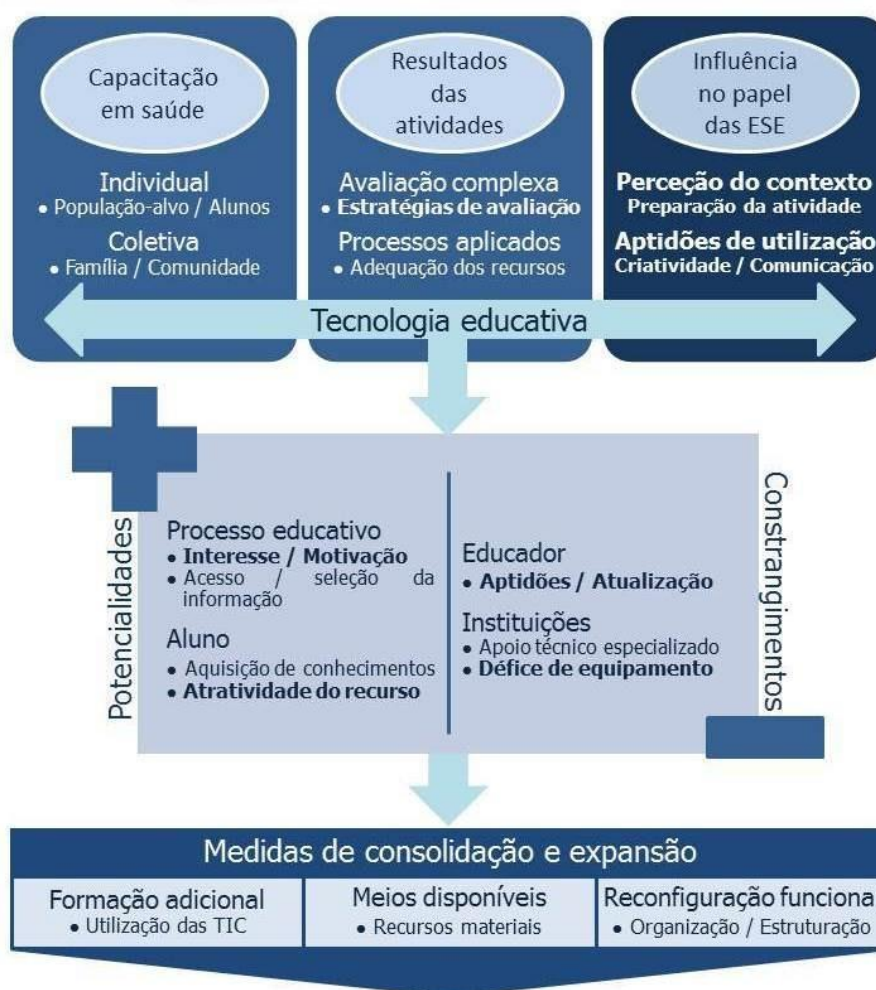 Capacitação
em saúde
Individual
• População-alvo / Alunos
Coletiva
• Família / Comunidade
Resultados
das
atividades
Avaliação complexa
• Estratégias de avaliação
Processos aplicados
• Adequação dos recursos
Influência
no papel
das ESE
Perceção do contexto
Preparação da atividade
Aptidões de utilização
Criatividade / Comunicação
Tecnologia educativa
Potencialidades
Processo educativo
• Interesse / Motivação
• Acesso / seleção da
informação
Aluno
• Aquisição de conhecimentos
• Atratividade do recurso
Educador
• Aptidões / Atualização
Instituições
• Apoio técnico especializado
• Défice de equipamento
Constrangimentos
Medidas de consolidação e expansão
Formação adicional
• Utilização das TIC
Meios disponíveis
• Recursos materiais
Reconfiguração funciona
• Organização / Estruturação